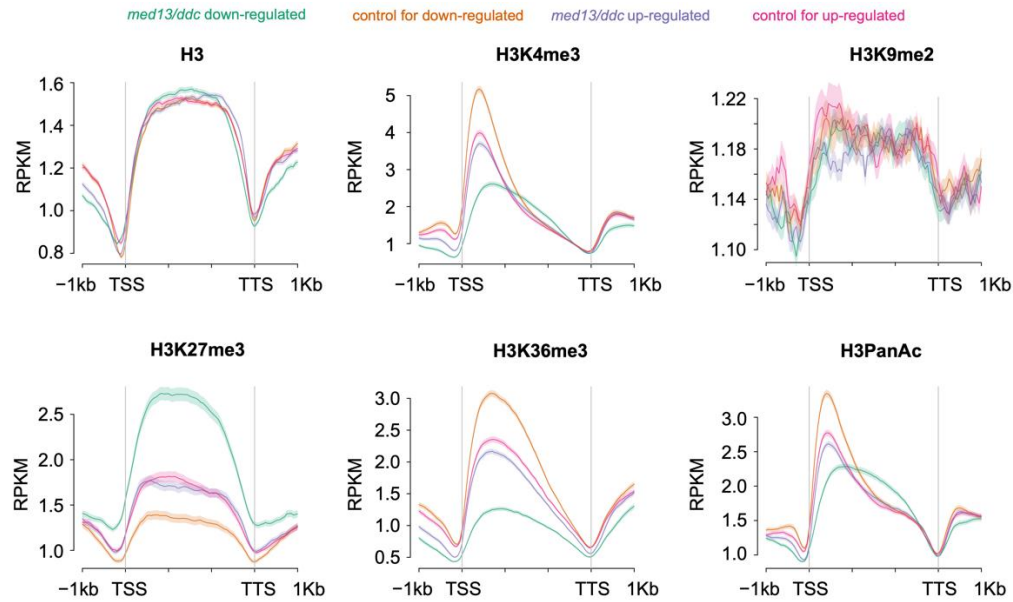 med13/ddc down-regulated control for down-regulated med13/ddc up-regulated control for up-regulated
H3 H3K4me3 H3K9me2
RPKM RPKM RPKM
1.6 5 1.22
1.4 4 1.18
1.2 3 1.14
1.0 2 1.10
0.8 1
−1kb TSS TTS 1Kb −1kb TSS TTS 1Kb −1kb TSS TTS 1Kb
H3K27me3 H3K36me3 H3PanAc
RPKM RPKM RPKM
2.5 3.0 3.0
2.0 2.5 2.5
1.5 2.0 2.0
1.0 1.5 1.5
1.0 1.0
0.5
−1kb TSS TTS 1Kb −1kb TSS TTS 1Kb −1kb TSS TTS 1Kb